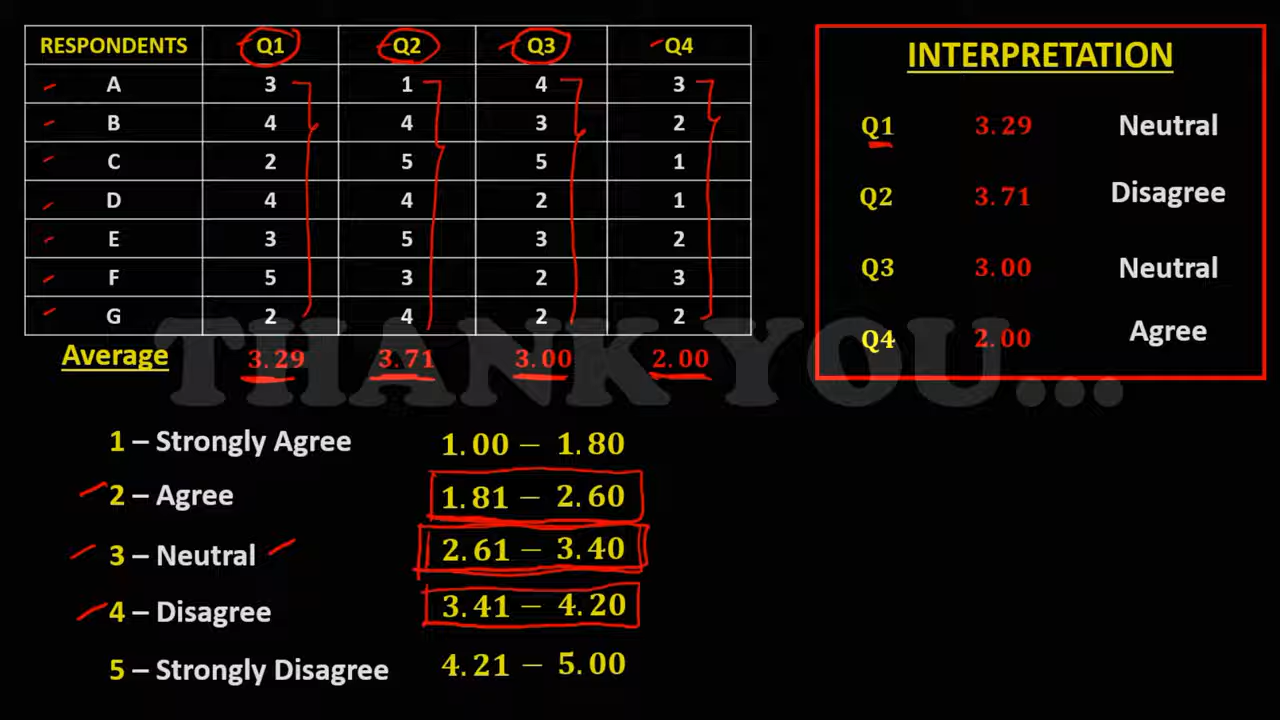 RESPONDENTS Q1 Q2 Q3 Q4
A 3 1 4 3
B 4 4 3 2
C 2 5 5 1
D 4 4 2 1
E 3 5 3 2
F 5 3 2 3
G 2 4 2 2
Average 3.29 3.71 3.00 2.00
INTERPRETATION
Q1 3.29 Neutral
Q2 3.71 Disagree
Q3 3.00 Neutral
Q4 2.00 Agree
THANK YOU...
1 – Strongly Agree 1.00 – 1.80
2 – Agree 1.81 – 2.60
3 – Neutral 2.61 – 3.40
4 – Disagree 3.41 – 4.20
5 – Strongly Disagree 4.21 – 5.00